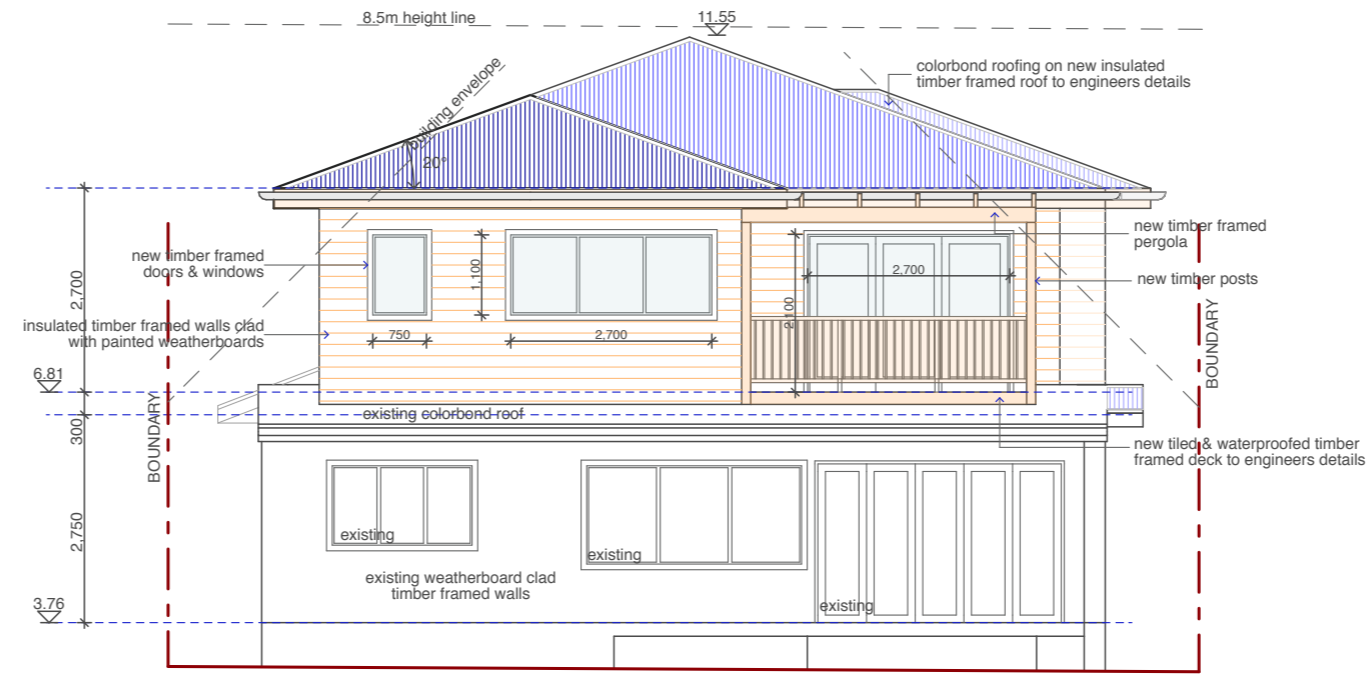 8.5m height line
11.55
building envelope
20°
colorbond roofing on new insulated
timber framed roof to engineers details
new timber framed
pergola
new timber framed
doors & windows
new timber posts
2,700
1,100
2,100
2,700
insulated timber framed walls clad
with painted weatherboards
750
2,700
BOUNDARY
6.81
existing colorbond roof
300
BOUNDARY
new tiled & waterproofed timber
framed deck to engineers details
2,750
existing
existing
existing weatherboard clad
timber framed walls
existing
3.76